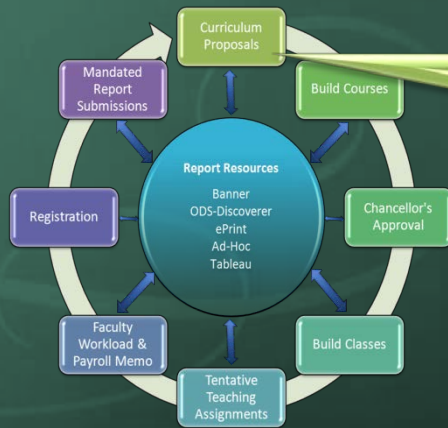 Curriculum
Proposals
Mandated
Report
Submissions
Build Courses
Report Resources
Banner
ODS-Discoverer
ePrint
Ad-Hoc
Tableau
Registration
Chancellor's
Approval
Faculty
Workload &
Payroll Memo
Build Classes
Tentative
Teaching
Assignments